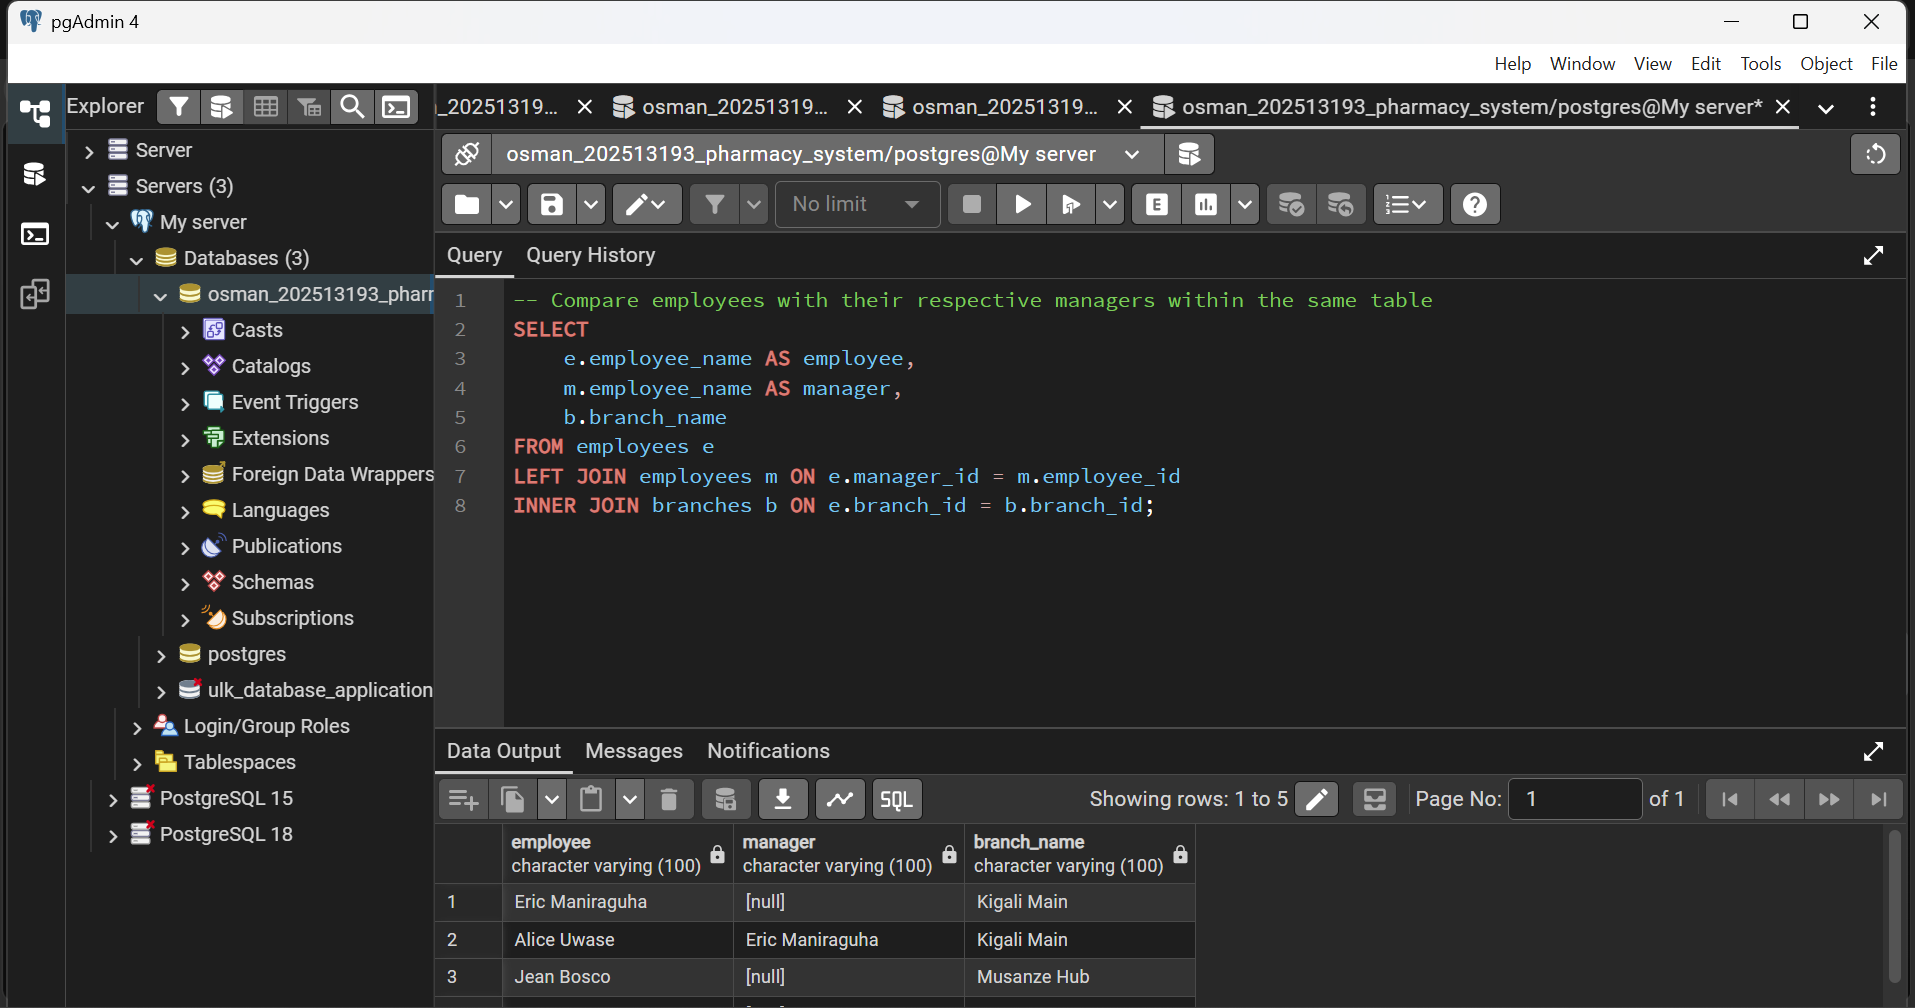 pgAdmin 4
Help Window View Edit Tools Object File
Explorer
_20251319...
osman_20251319...
osman_20251319...
osman_202513193_pharmacy_system/postgres@My server*
Server
Servers (3)
My server
Databases (3)
osman_202513193_pharr
Casts
Catalogs
Event Triggers
Extensions
Foreign Data Wrappers
Languages
Publications
Schemas
Subscriptions
postgres
ulk_database_application
Login/Group Roles
Tablespaces
PostgreSQL 15
PostgreSQL 18
osman_202513193_pharmacy_system/postgres@My server
No limit
E
Query Query History
1 -- Compare employees with their respective managers within the same table
2 SELECT
3 e.employee_name AS employee,
4 m.employee_name AS manager,
5 b.branch_name
6 FROM employees e
7 LEFT JOIN employees m ON e.manager_id = m.employee_id
8 INNER JOIN branches b ON e.branch_id = b.branch_id;
Data Output Messages Notifications
SQL
Showing rows: 1 to 5
Page No: 1 of 1
employee manager branch_name
character varying (100) character varying (100) character varying (100)
1 Eric Maniraguha [null] Kigali Main
2 Alice Uwase Eric Maniraguha Kigali Main
3 Jean Bosco [null] Musanze Hub